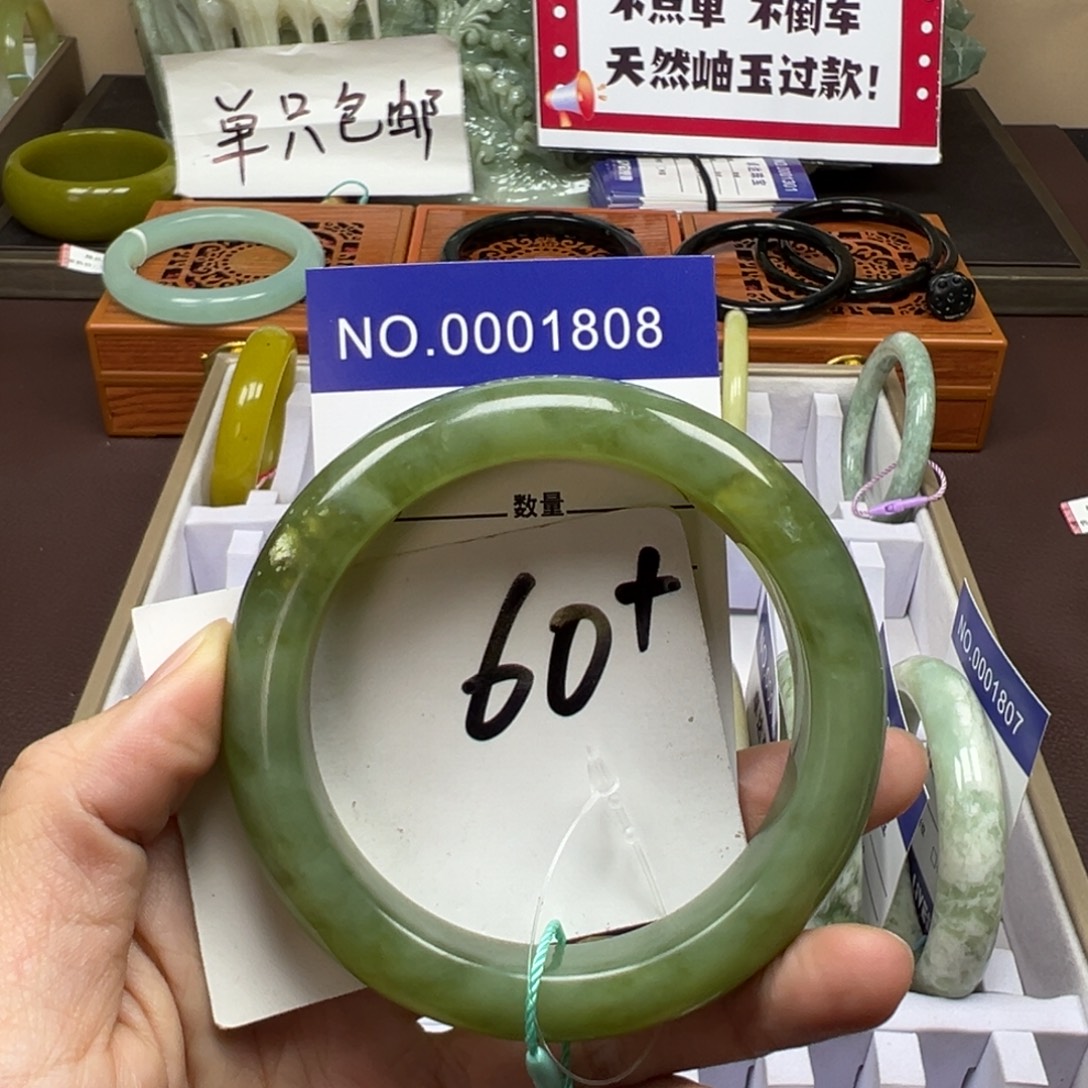 不点单 不倒车
天然岫玉过款!
单只包邮
NO.0001808
数量
60+
NO.0001807